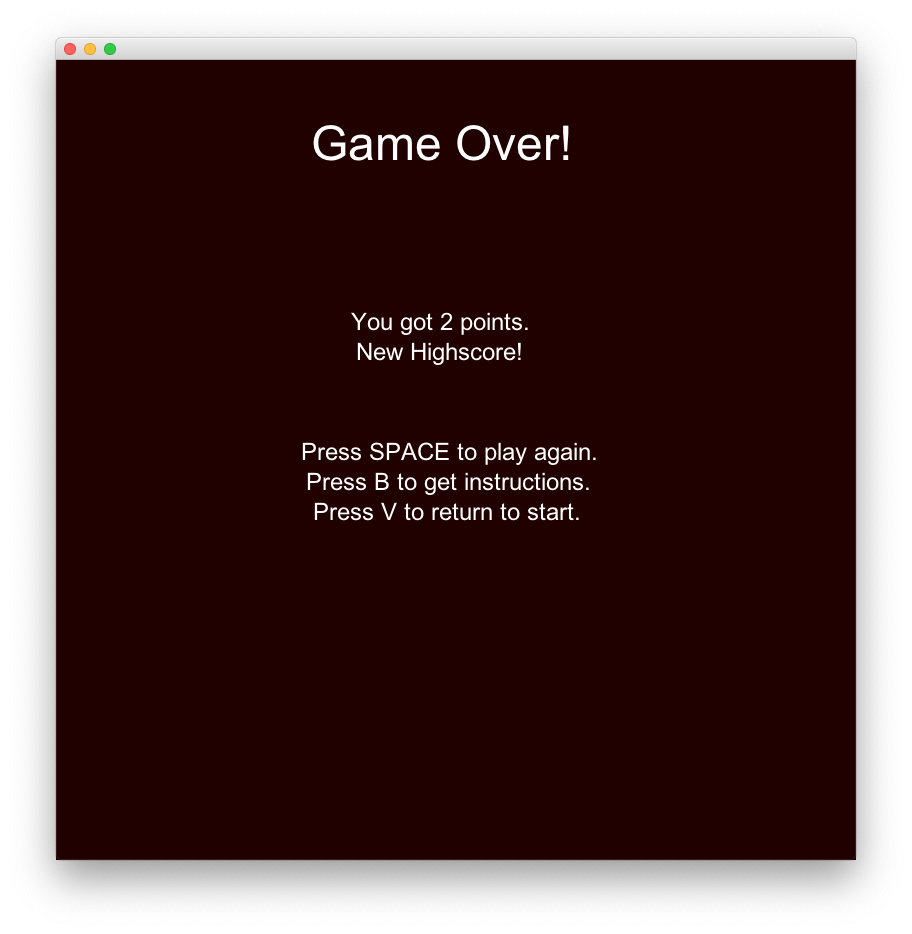 Game Over!
You got 2 points.
New Highscore!
Press SPACE to play again.
Press B to get instructions.
Press V to return to start.